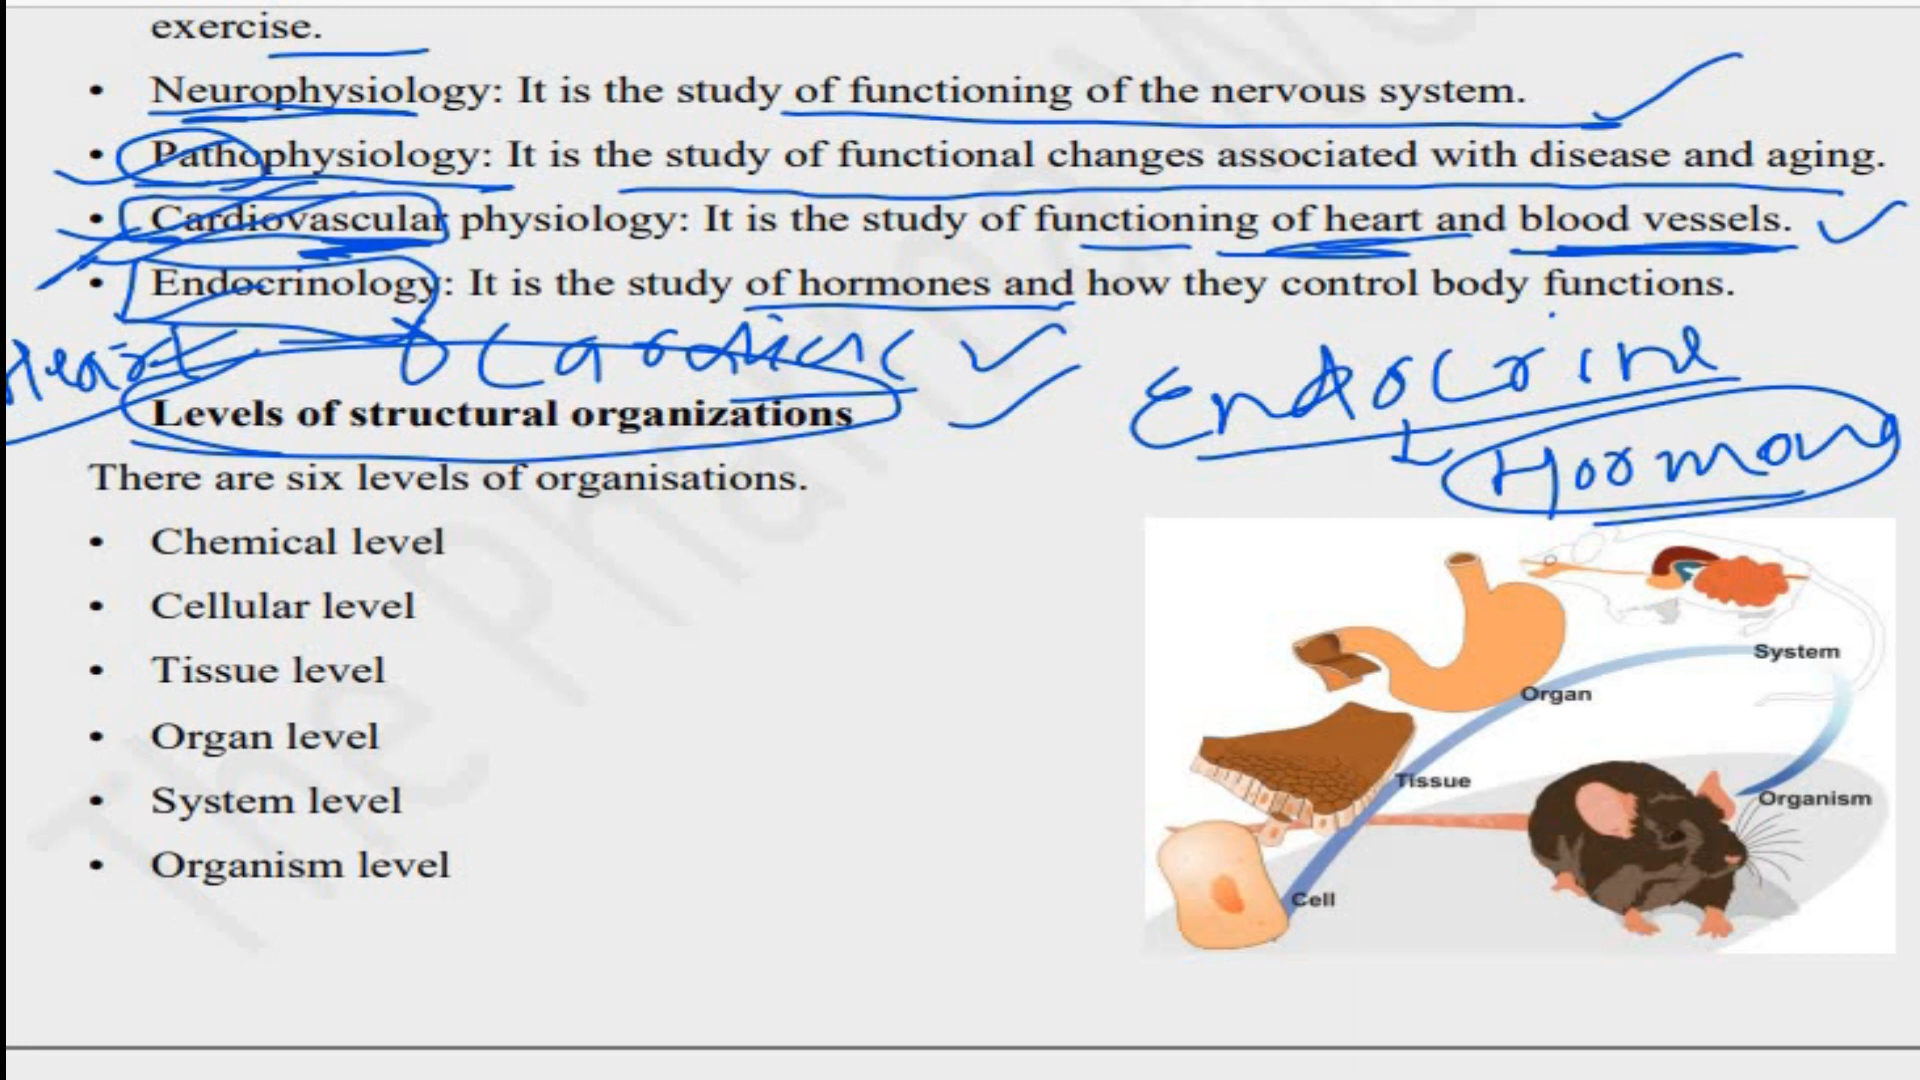 exercise.
• Neurophysiology: It is the study of functioning of the nervous system.
• Pathophysiology: It is the study of functional changes associated with disease and aging.
• Cardiovascular physiology: It is the study of functioning of heart and blood vessels.
• Endocrinology: It is the study of hormones and how they control body functions.
Heart Cardiac
Endocrine
Levels of structural organizations
Hormone
There are six levels of organisations.
• Chemical level
• Cellular level
• Tissue level
• Organ level
• System level
• Organism level
System
Organ
Tissue
Organism
Cell